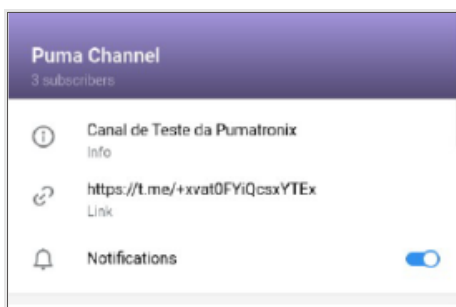 Puma Channel
3 subscribers
Canal de Teste da Pumatronix
Info
https://t.me/+xvat0FYiQcsxYTEx
Link
Notifications